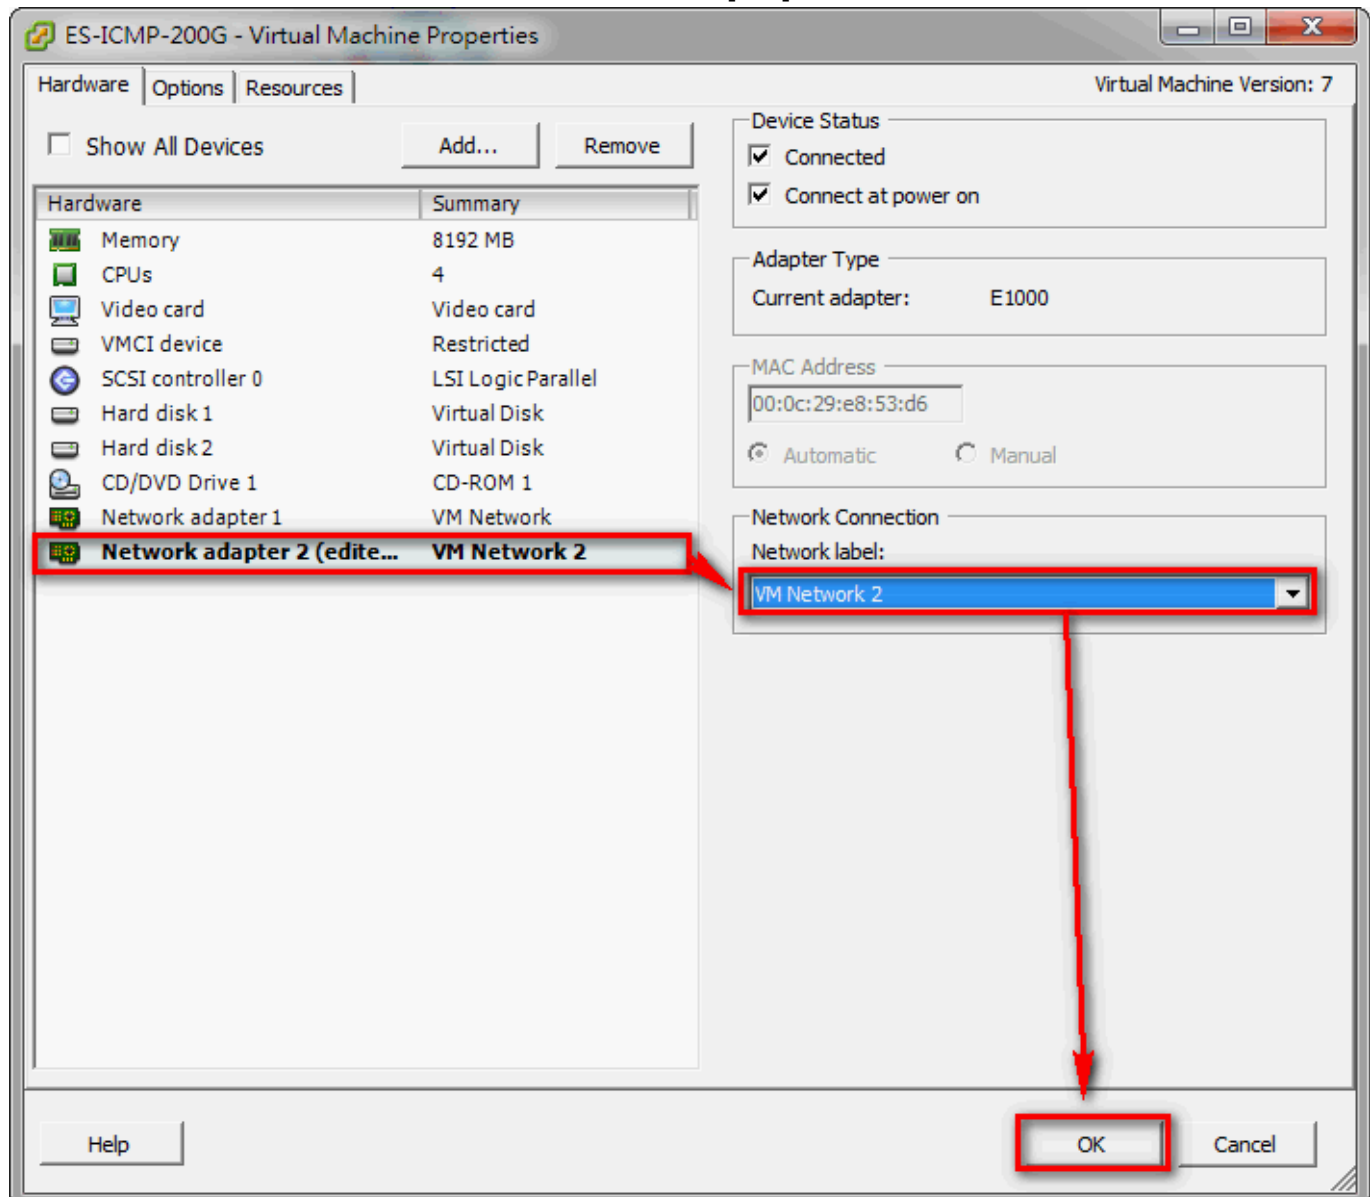 ES-ICMP-200G - Virtual Machine Properties
Hardware Options Resources
Virtual Machine Version: 7
Show All Devices
Add...
Remove
Hardware Summary
Memory 8192 MB
CPUs 4
Video card Video card
VMCI device Restricted
SCSI controller 0 LSI Logic Parallel
Hard disk 1 Virtual Disk
Hard disk 2 Virtual Disk
CD/DVD Drive 1 CD-ROM 1
Network adapter 1 VM Network
Network adapter 2 (edite... VM Network 2
Device Status
Connected
Connect at power on
Adapter Type
Current adapter: E1000
MAC Address
00:0c:29:e8:53:d6
Automatic Manual
Network Connection
Network label:
VM Network 2
Help
OK
Cancel